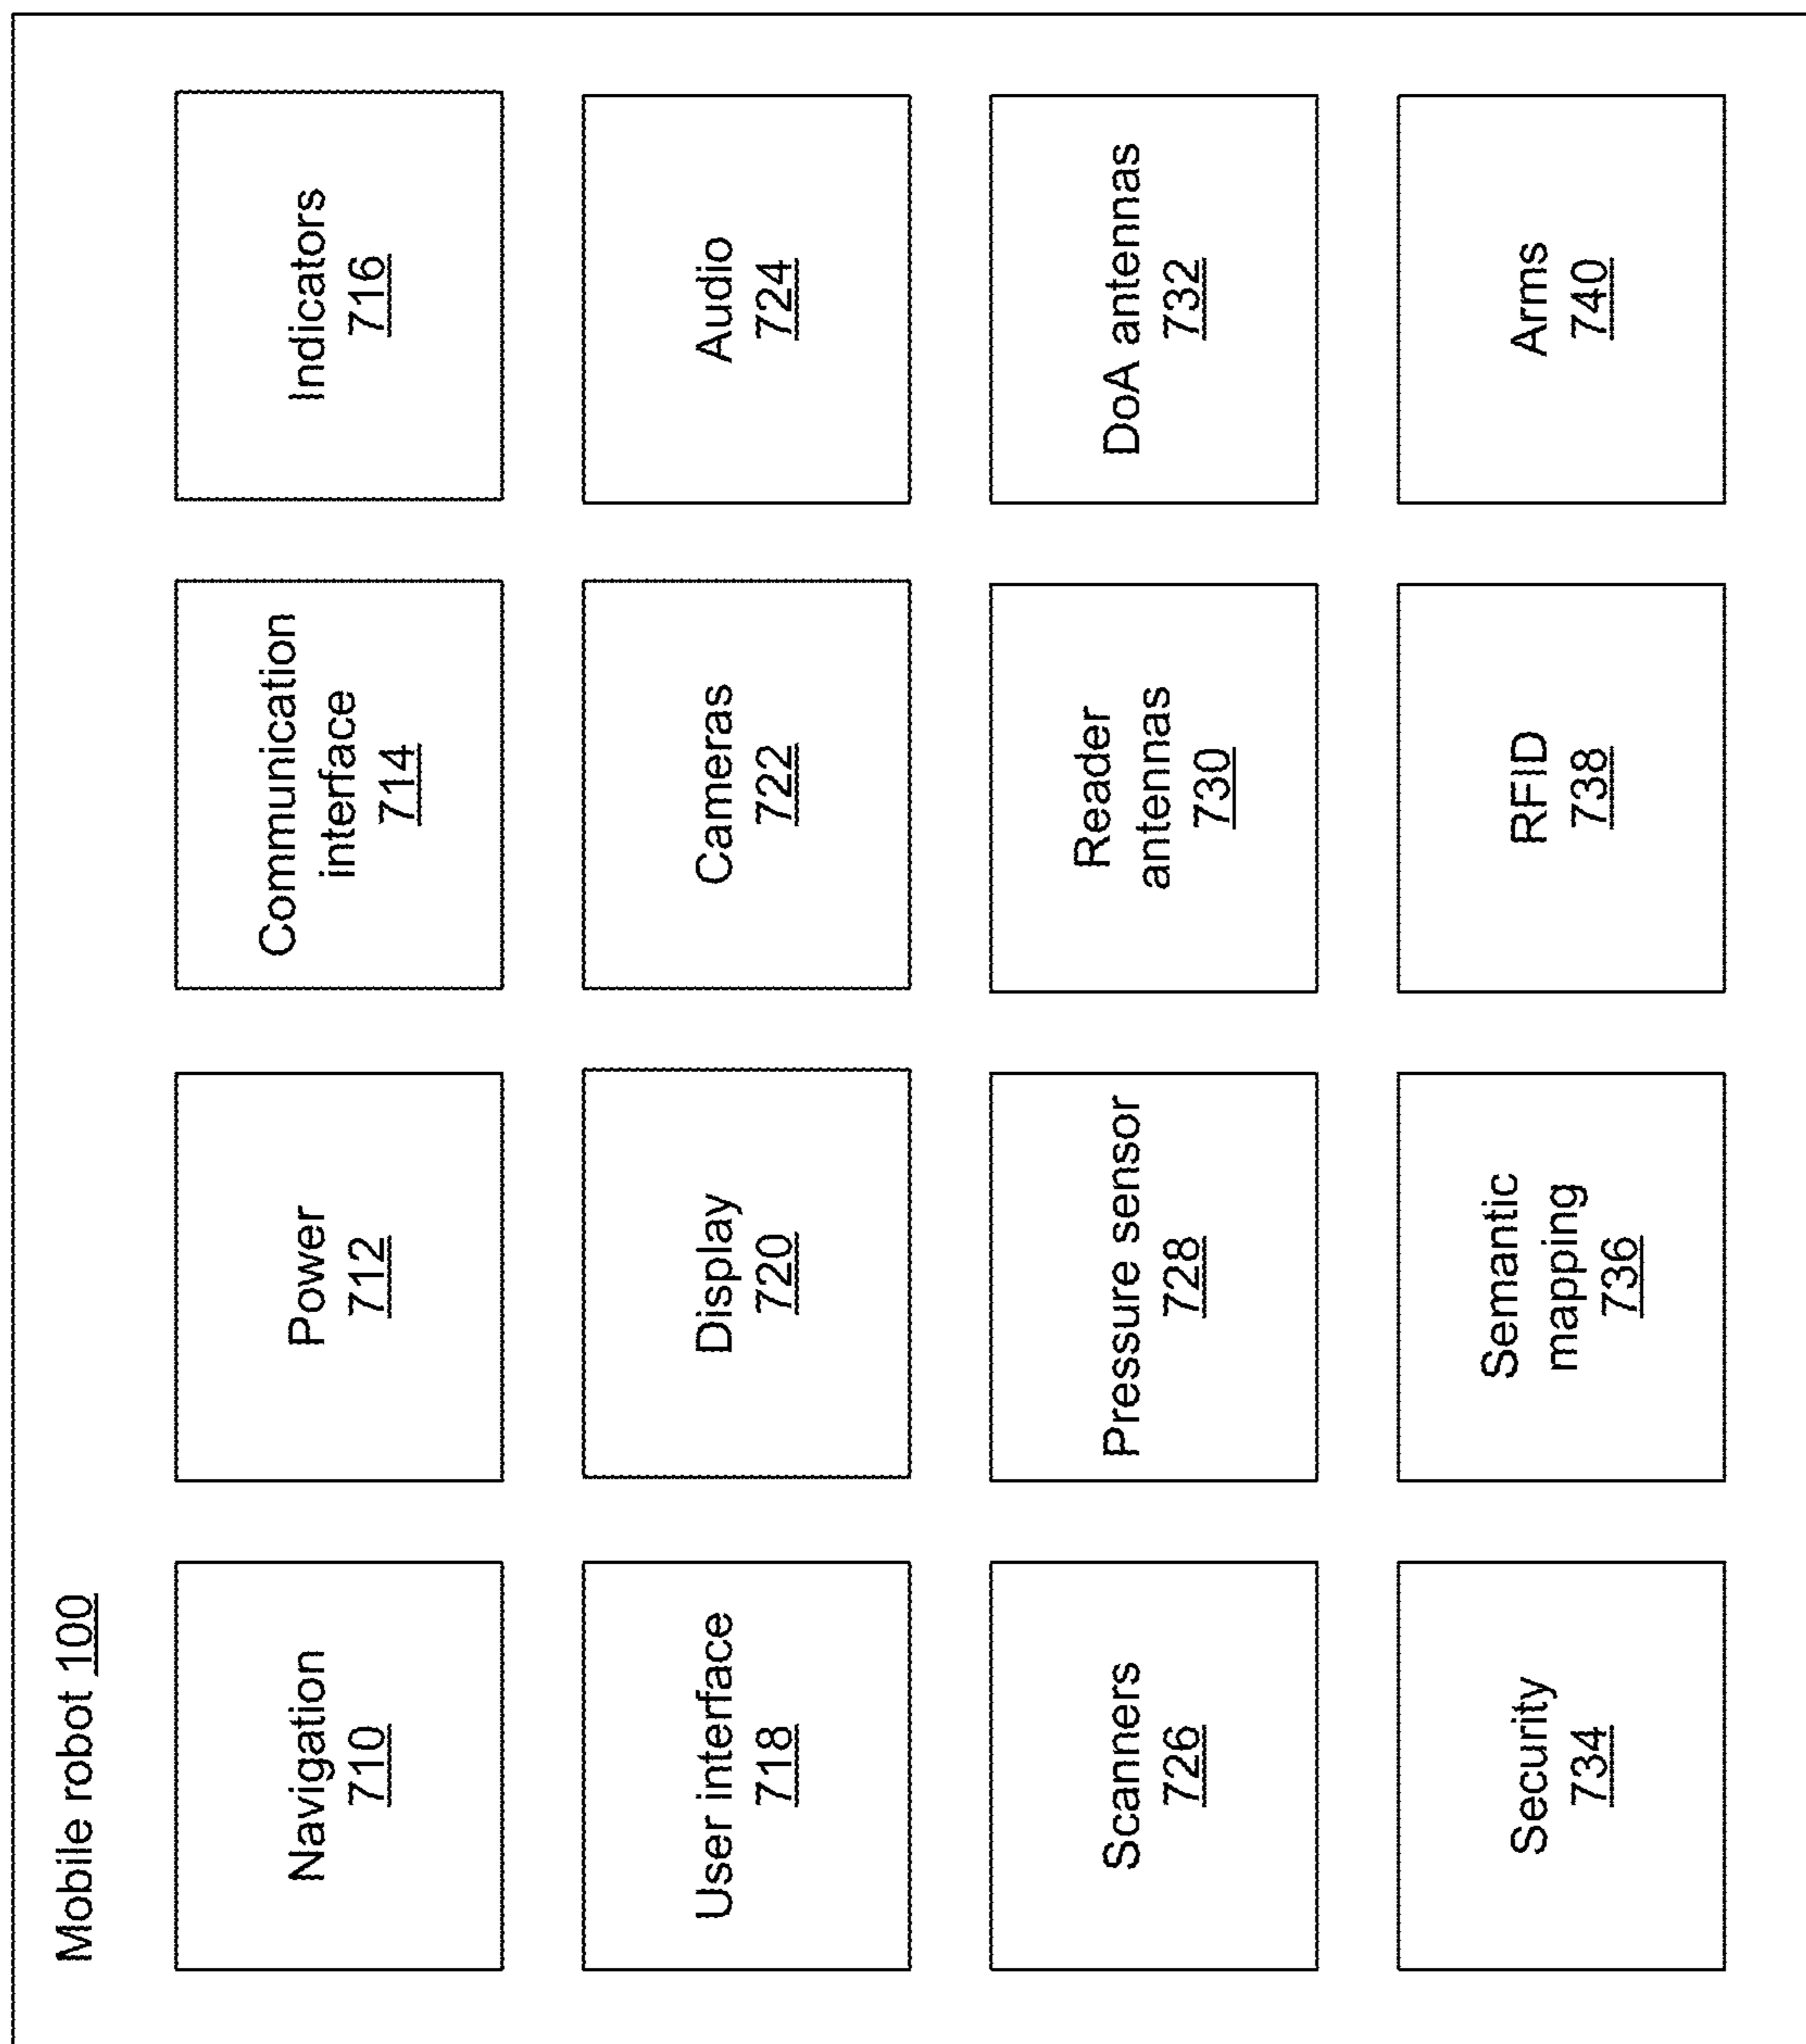 Mobile robot 100
Navigation
710
Power
712
Communication
interface
714
Indicators
716
User interface
718
Display
720
Cameras
722
Audio
724
Scanners
726
Pressure sensor
728
Reader
antennas
730
DoA antennas
732
Security
734
Semantic
mapping
736
RFID
738
Arms
740